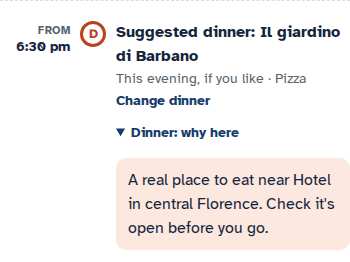 FROM
6:30 pm
D
Suggested dinner: Il giardino
di Barbano
This evening, if you like · Pizza
Change dinner
▼ Dinner: why here
A real place to eat near Hotel
in central Florence. Check it's
open before you go.